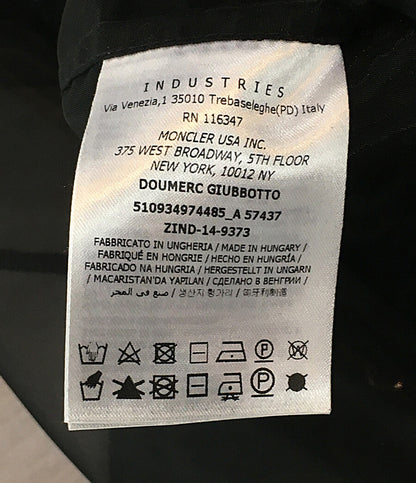 INDUSTRIES
Via Venezia,1 35010 Trebaseleghe(PD) Italy
RN 116347
MONCLER USA INC.
375 WEST BROADWAY, 5TH FLOOR
NEW YORK, 10012 NY
DOUMERC GIUBBOTTO
510934974485_A 57437
ZIND-14-9373
FABBRICATO IN UNGHERIA / MADE IN HUNGARY /
FABRIQUÉ EN HONGRIE / HECHO EN HUNGRÍA /
FABRICADO NA HUNGRIA / HERGESTELLT IN UNGARN
/ MACARISTAN'DA YAPILAN / СДЕЛАНО В ВЕНГРИИ /
صنع في المجر / 생산지 헝가리 / 匈牙利制造